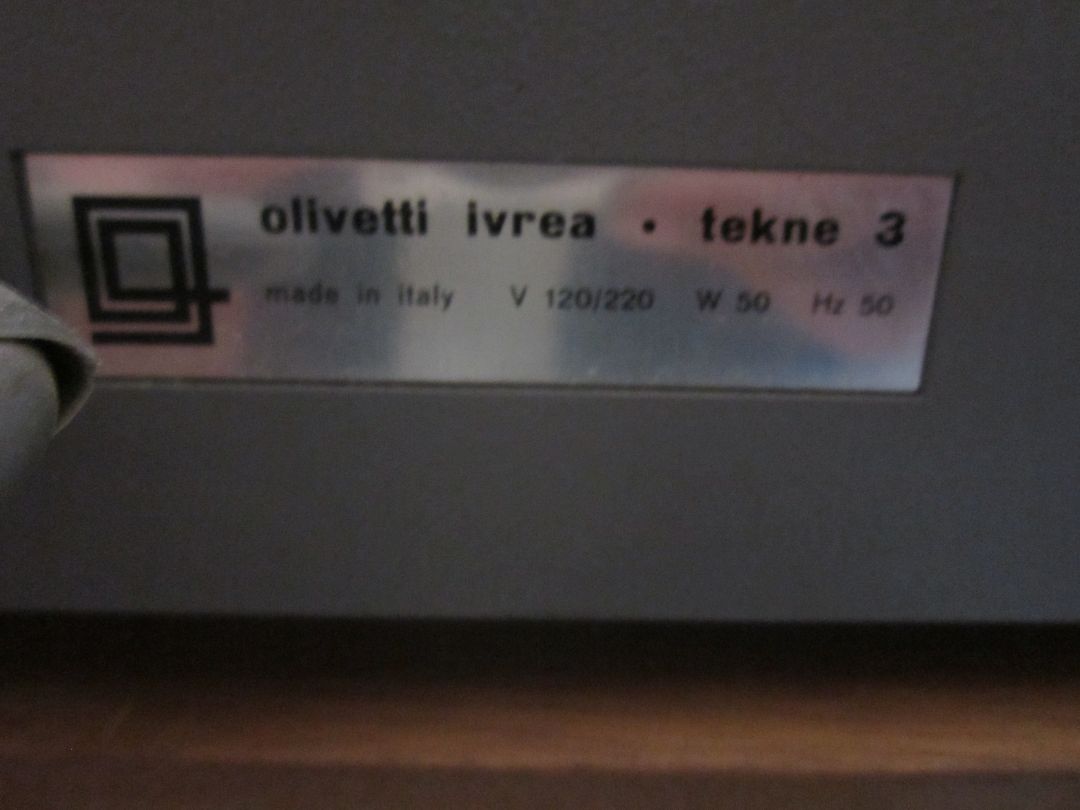 olivetti ivrea • tekne 3
made in italy V 120/220 W 50 Hz 50